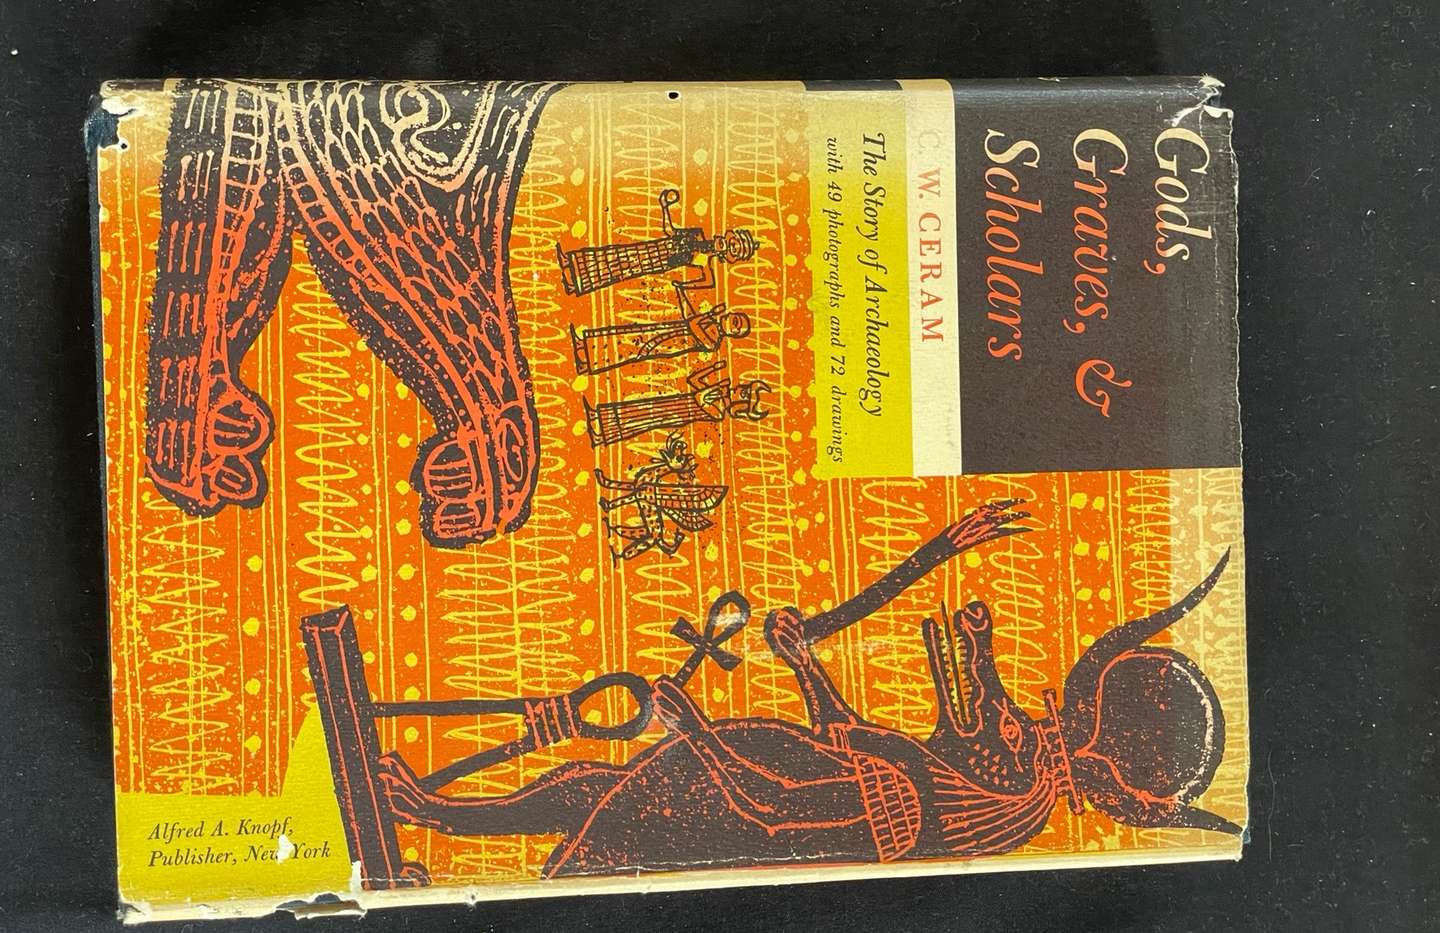 Gods,
Graves, &
Scholars
C. W. CERAM
The Story of Archaeology
with 49 photographs and 72 drawings
Alfred A. Knopf,
Publisher, New York